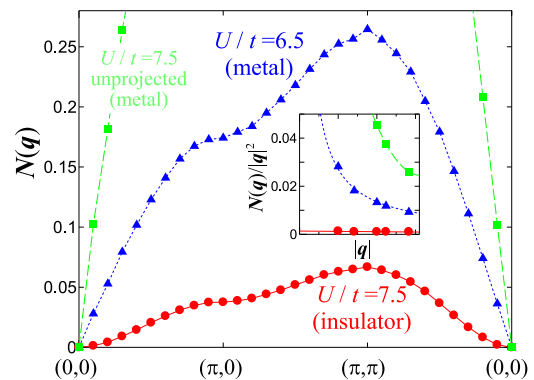 0.25
0.2
0.15
0.1
0.05
0
N(q)
U / t =7.5
unprojected
(metal)
U / t =6.5
(metal)
0.04
0.02
0
N(q)/|q|²
|q|
U / t =7.5
(insulator)
(0,0) (π,0) (π,π) (0,0)